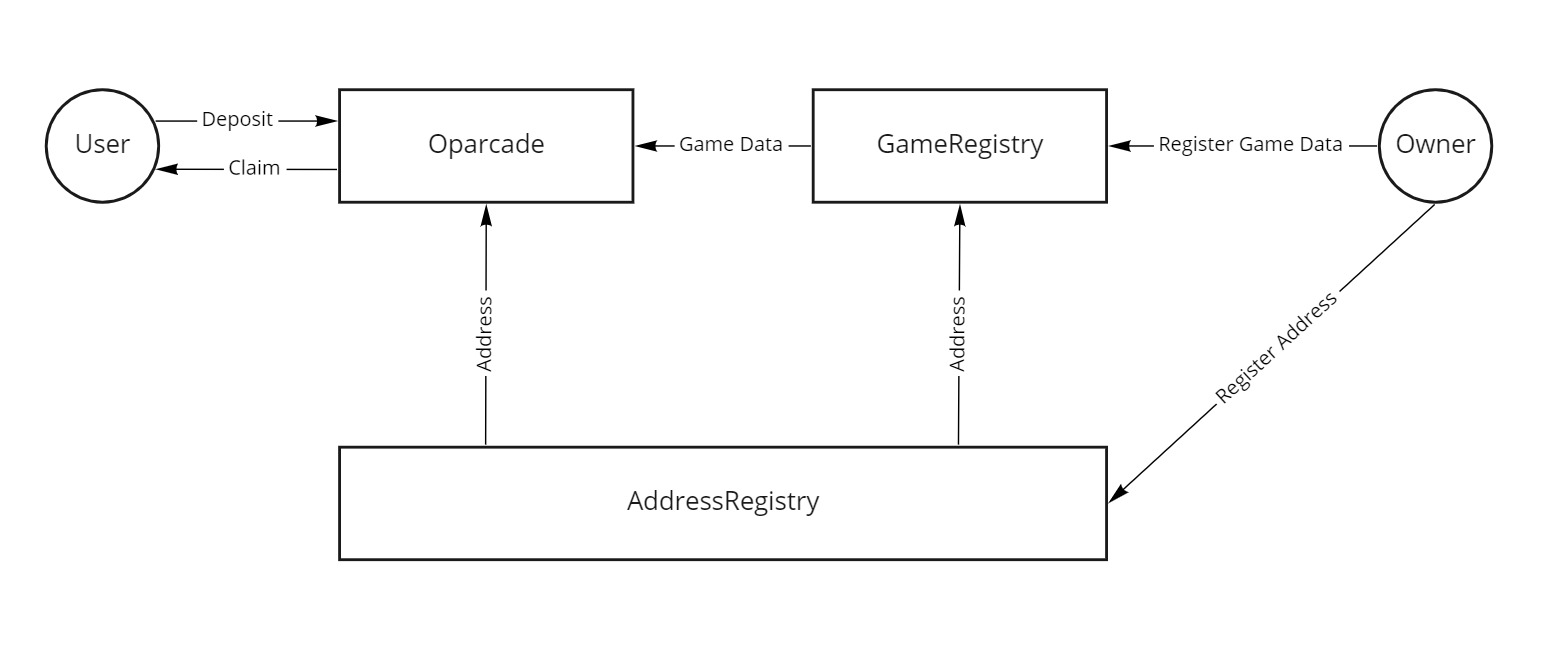 User
Deposit
Claim
Oparcade
Game Data
GameRegistry
Register Game Data
Owner
Address
Address
Register Address
AddressRegistry